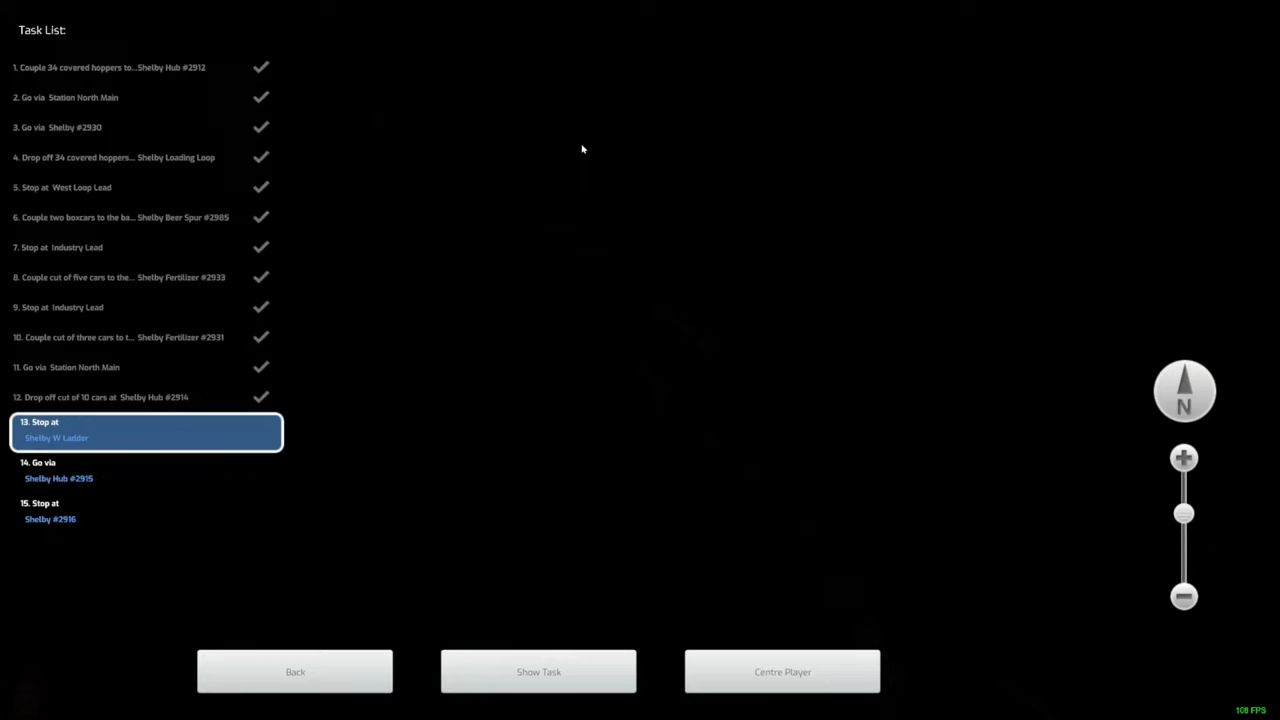 Task List:
1. Couple 34 covered hoppers to...Shelby Hub #2912
2. Go via Station North Main
3. Go via Shelby #2930
4. Drop off 34 covered hoppers... Shelby Loading Loop
5. Stop at West Loop Lead
6. Couple two boxcars to the ba... Shelby Beer Spur #2985
7. Stop at Industry Lead
8. Couple cut of five cars to the... Shelby Fertilizer #2933
9. Stop at Industry Lead
10. Couple cut of three cars to t... Shelby Fertilizer #2931
11. Go via Station North Main
12. Drop off cut of 10 cars at Shelby Hub #2914
13. Stop at
Shelby W Ladder
14. Go via
Shelby Hub #2915
15. Stop at
Shelby #2916
N
Back
Show Task
Centre Player
108 FPS